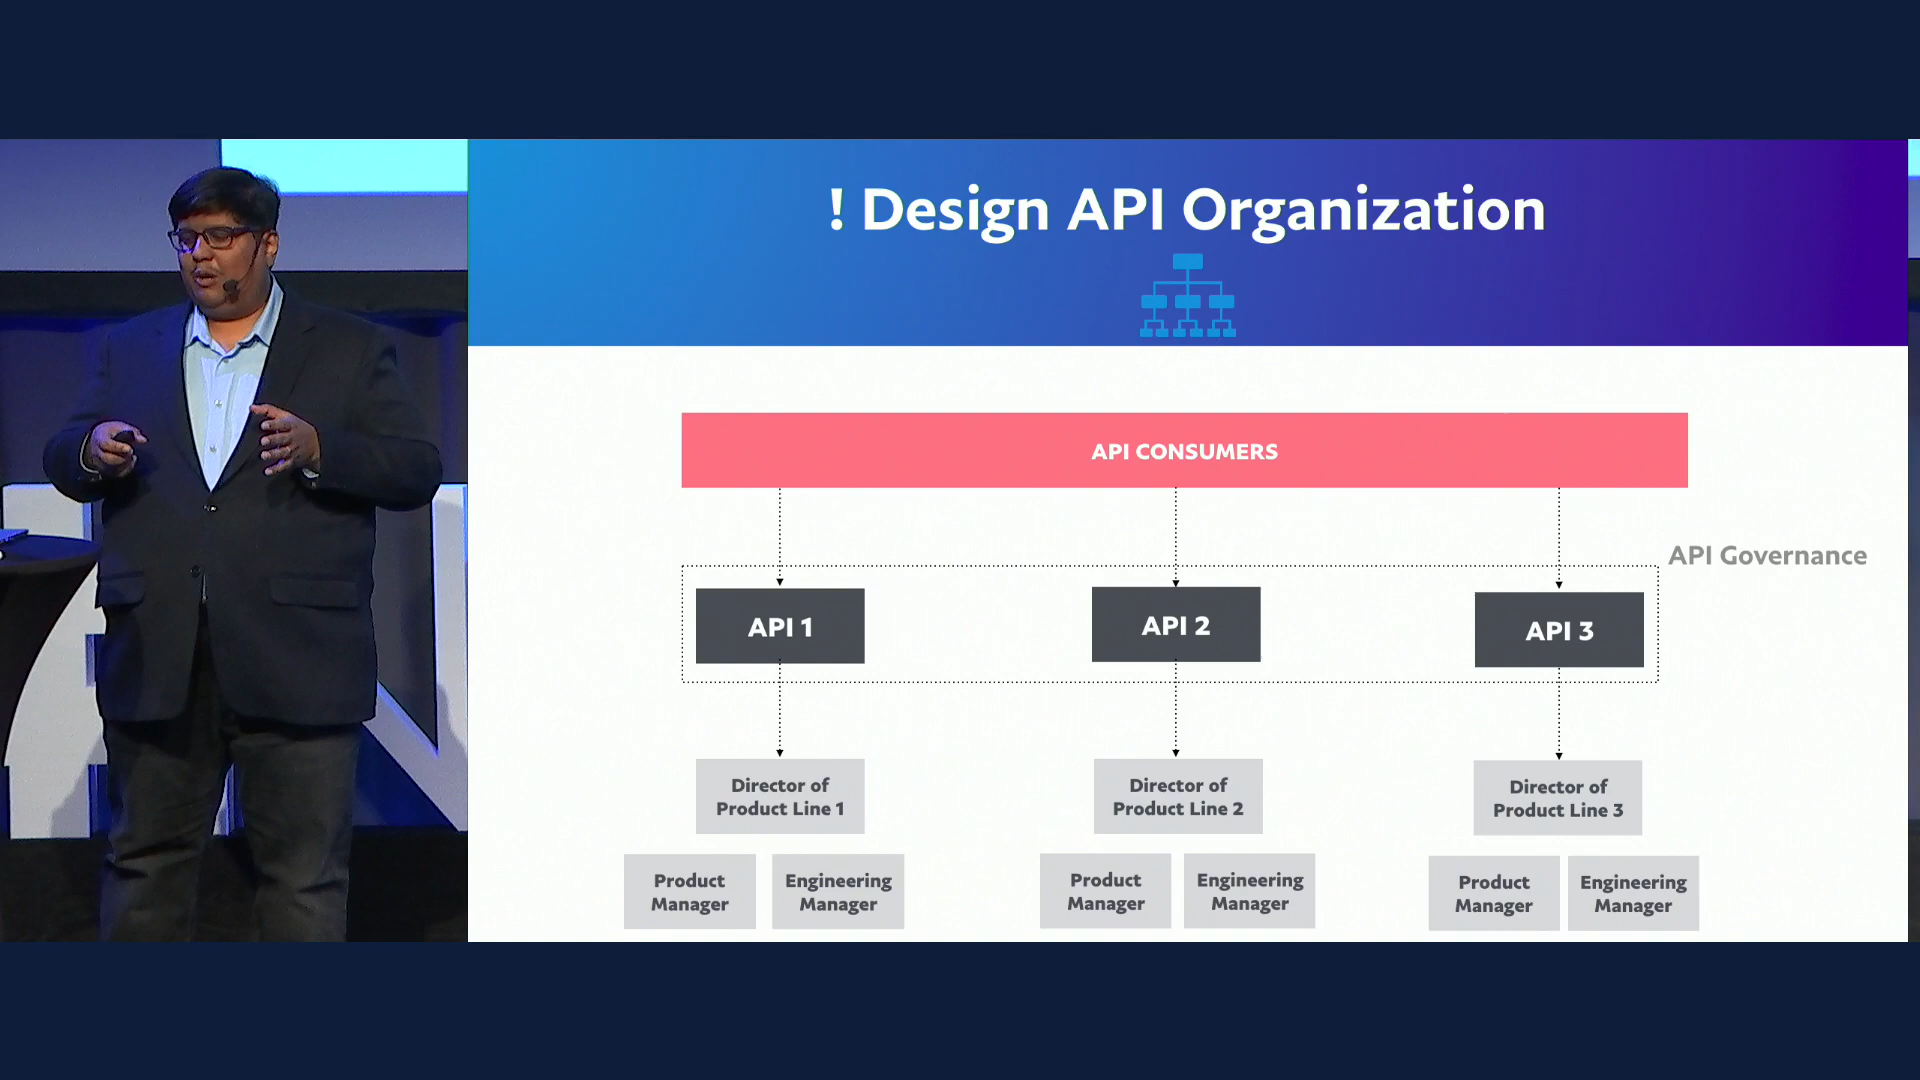 ! Design API Organization
API CONSUMERS
API Governance
API 1
API 2
API 3
Director of
Product Line 1
Director of
Product Line 2
Director of
Product Line 3
Product
Manager
Engineering
Manager
Product
Manager
Engineering
Manager
Product
Manager
Engineering
Manager